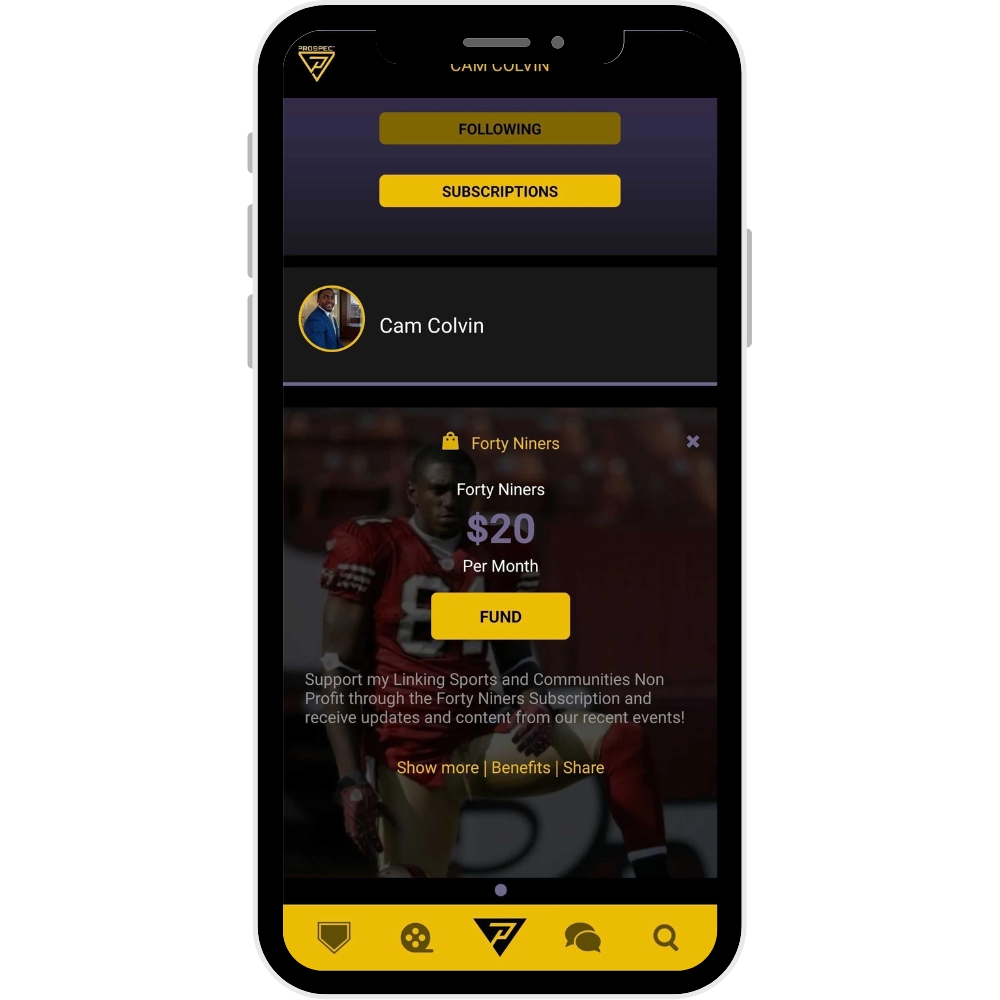 PROSPECT
CAM COLVIN
FOLLOWING
SUBSCRIPTIONS
Cam Colvin
Forty Niners
Forty Niners
$20
Per Month
FUND
Support my Linking Sports and Communities Non
Profit through the Forty Niners Subscription and
receive updates and content from our recent events!
Show more | Benefits | Share
81